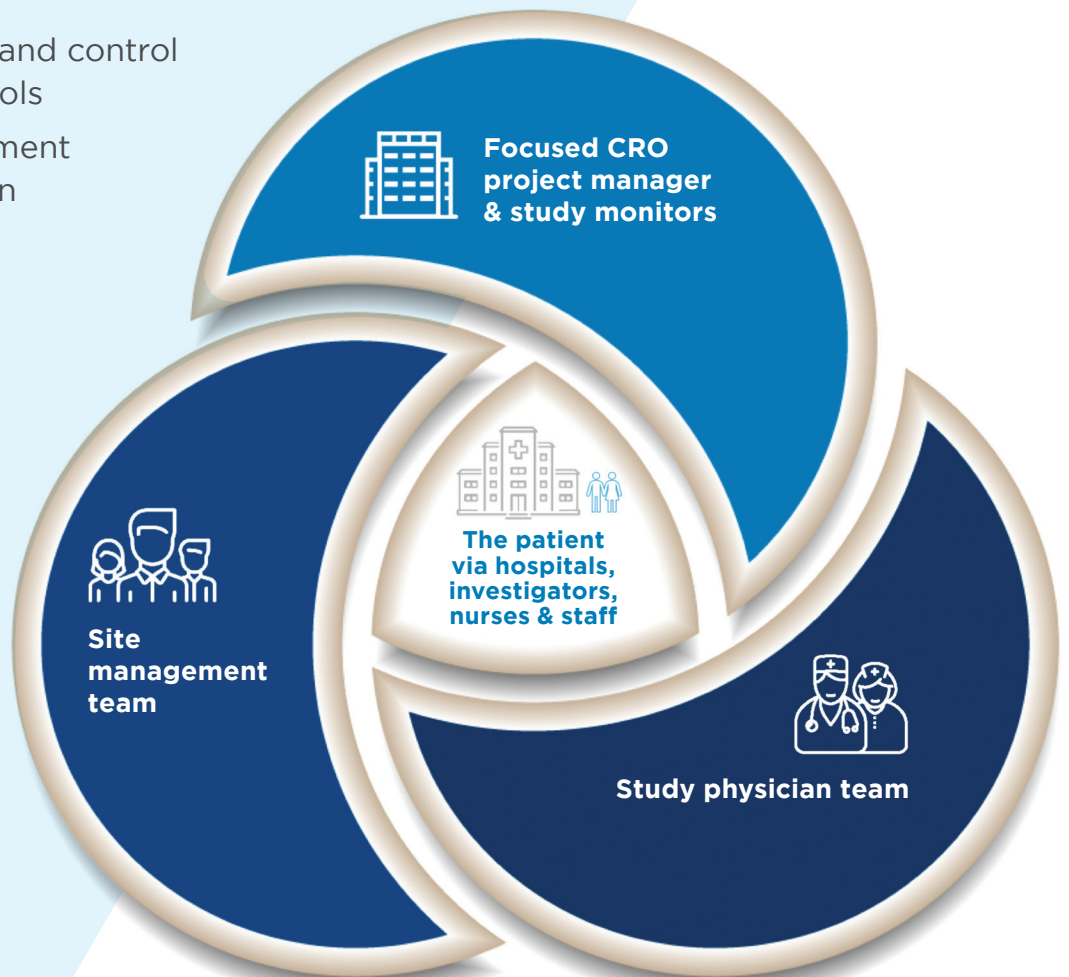 and control
ols
ment
n
Focused CRO
project manager
& study monitors
The patient
via hospitals,
investigators,
nurses & staff
Site
management
team
Study physician team